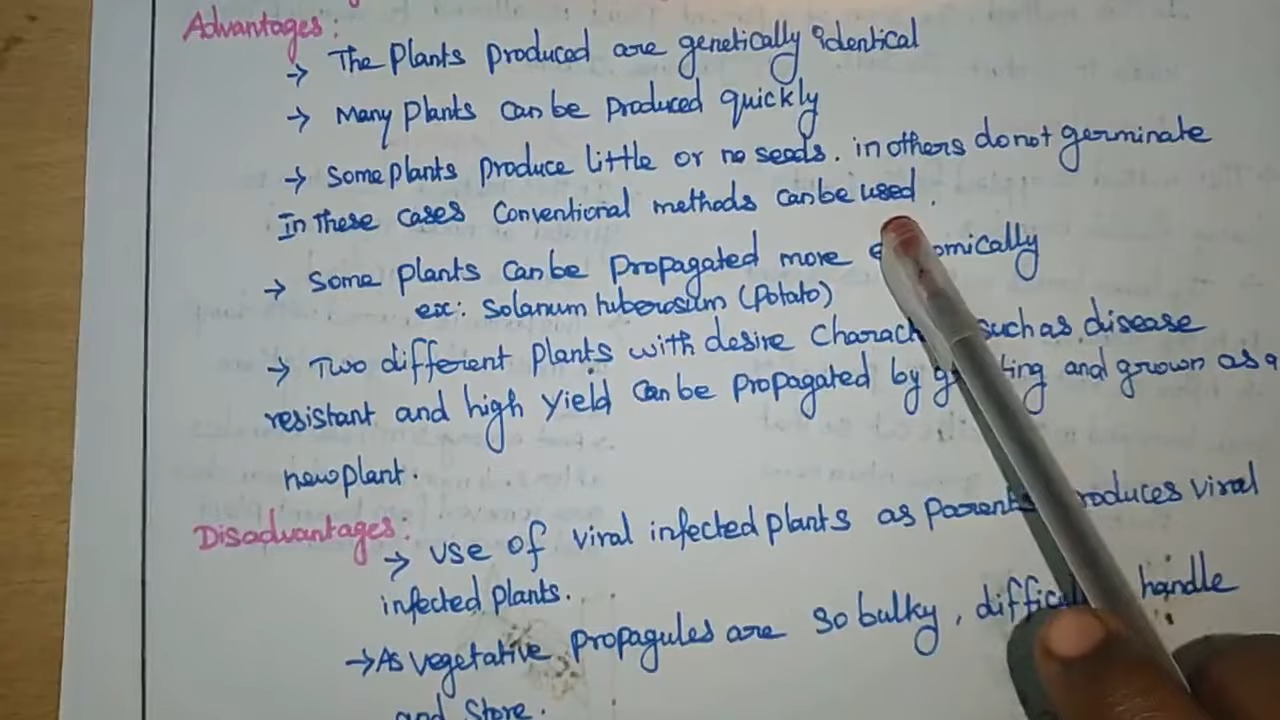 Advantages:
→ The plants produced are genetically identical
→ Many plants can be produced quickly
→ Some plants produce little or no seeds. in others do not germinate
In these cases conventional methods can be used.
→ Some plants can be propagated more
ex: Solanum tuberosum (potato)
→ Two different plants with desire such as disease
resistant and high yield can be propagated by and grown as a
new plant.
Disadvantages:
→ use of viral infected plants as viral
infected plants.
→ As vegetative propagules are so bulky, handle
and store.